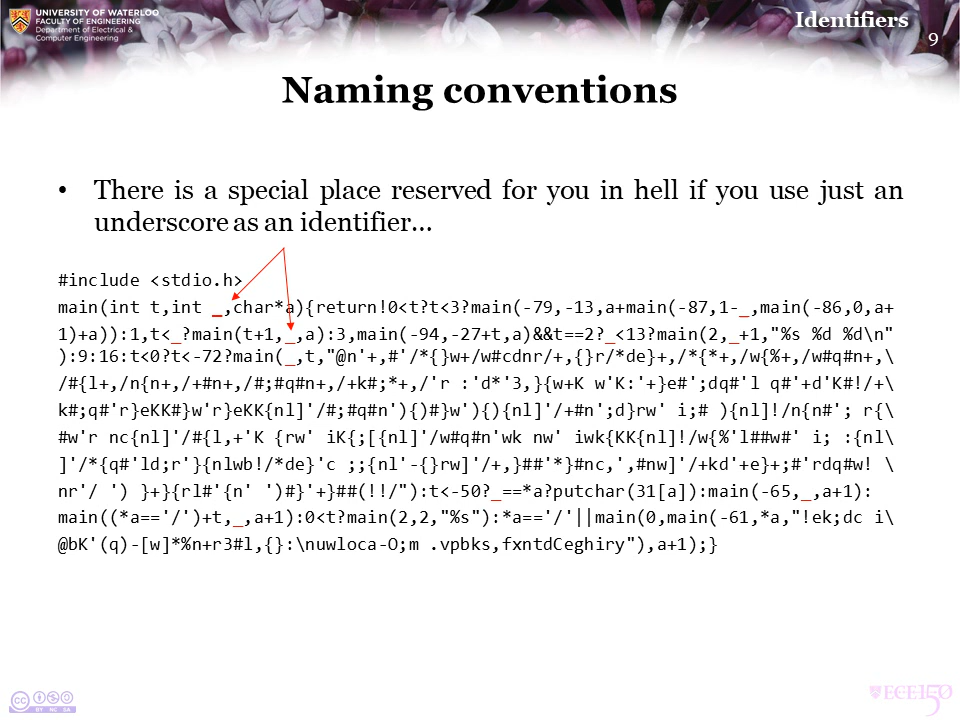 UNIVERSITY OF WATERLOO
FACULTY OF ENGINEERING
Department of Electrical &
Computer Engineering
Identifiers
9
Naming conventions
• There is a special place reserved for you in hell if you use just an
underscore as an identifier…
#include <stdio.h>
main(int t,int _,char*a){return!0<t?t<3?main(-79,-13,a+main(-87,1-_,main(-86,0,a+
1)+a)):1,t<_?main(t+1,_,a):3,main(-94,-27+t,a)&&t==2?_<13?main(2,_+1,"%s %d %d\n"
):9:16:t<0?t<-72?main(_,t,"@n'+,#'/*{}w+/w#cdnr/+,{}r/*de}+,/*{*+,/w{%+,/w#q#n+,\
/#{l+,/n{n+,/+#n+,/#;#q#n+,/+k#;*+,/'r :'d*'3,}{w+K w'K:'+}e#';dq#'l q#'+d'K#!/+\
k#;q#'r}eKK#}w'r}eKK{nl]'/#;#q#n'){)#}w'){){nl]'/+#n';d}rw' i;# ){nl]!/n{n#'; r{\
#w'r nc{nl]'/#{l,+'K {rw' iK{;[{nl]'/w#q#n'wk nw' iwk{KK{nl]!/w{%'l##w#' i; :{nl\
]'/*{q#'ld;r'}{nlwb!/*de}'c ;;{nl'-{}rw]'/+,}##'*}#nc,',#nw]'/+kd'+e}+;#'rdq#w! \
nr'/ ') }+}{rl#'{n' ')#}'+}##(!!/"):t<-50?_==*a?putchar(31[a]):main(-65,_,a+1):
main((*a=='/')+t,_,a+1):0<t?main(2,2,"%s"):*a=='/'||main(0,main(-61,*a,"!ek;dc i\
@bK'(q)-[w]*%n+r3#l,{}:\nuwloca-O;m .vpbks,fxntdCeghiry"),a+1);}
cc BY NC SA
ECE150